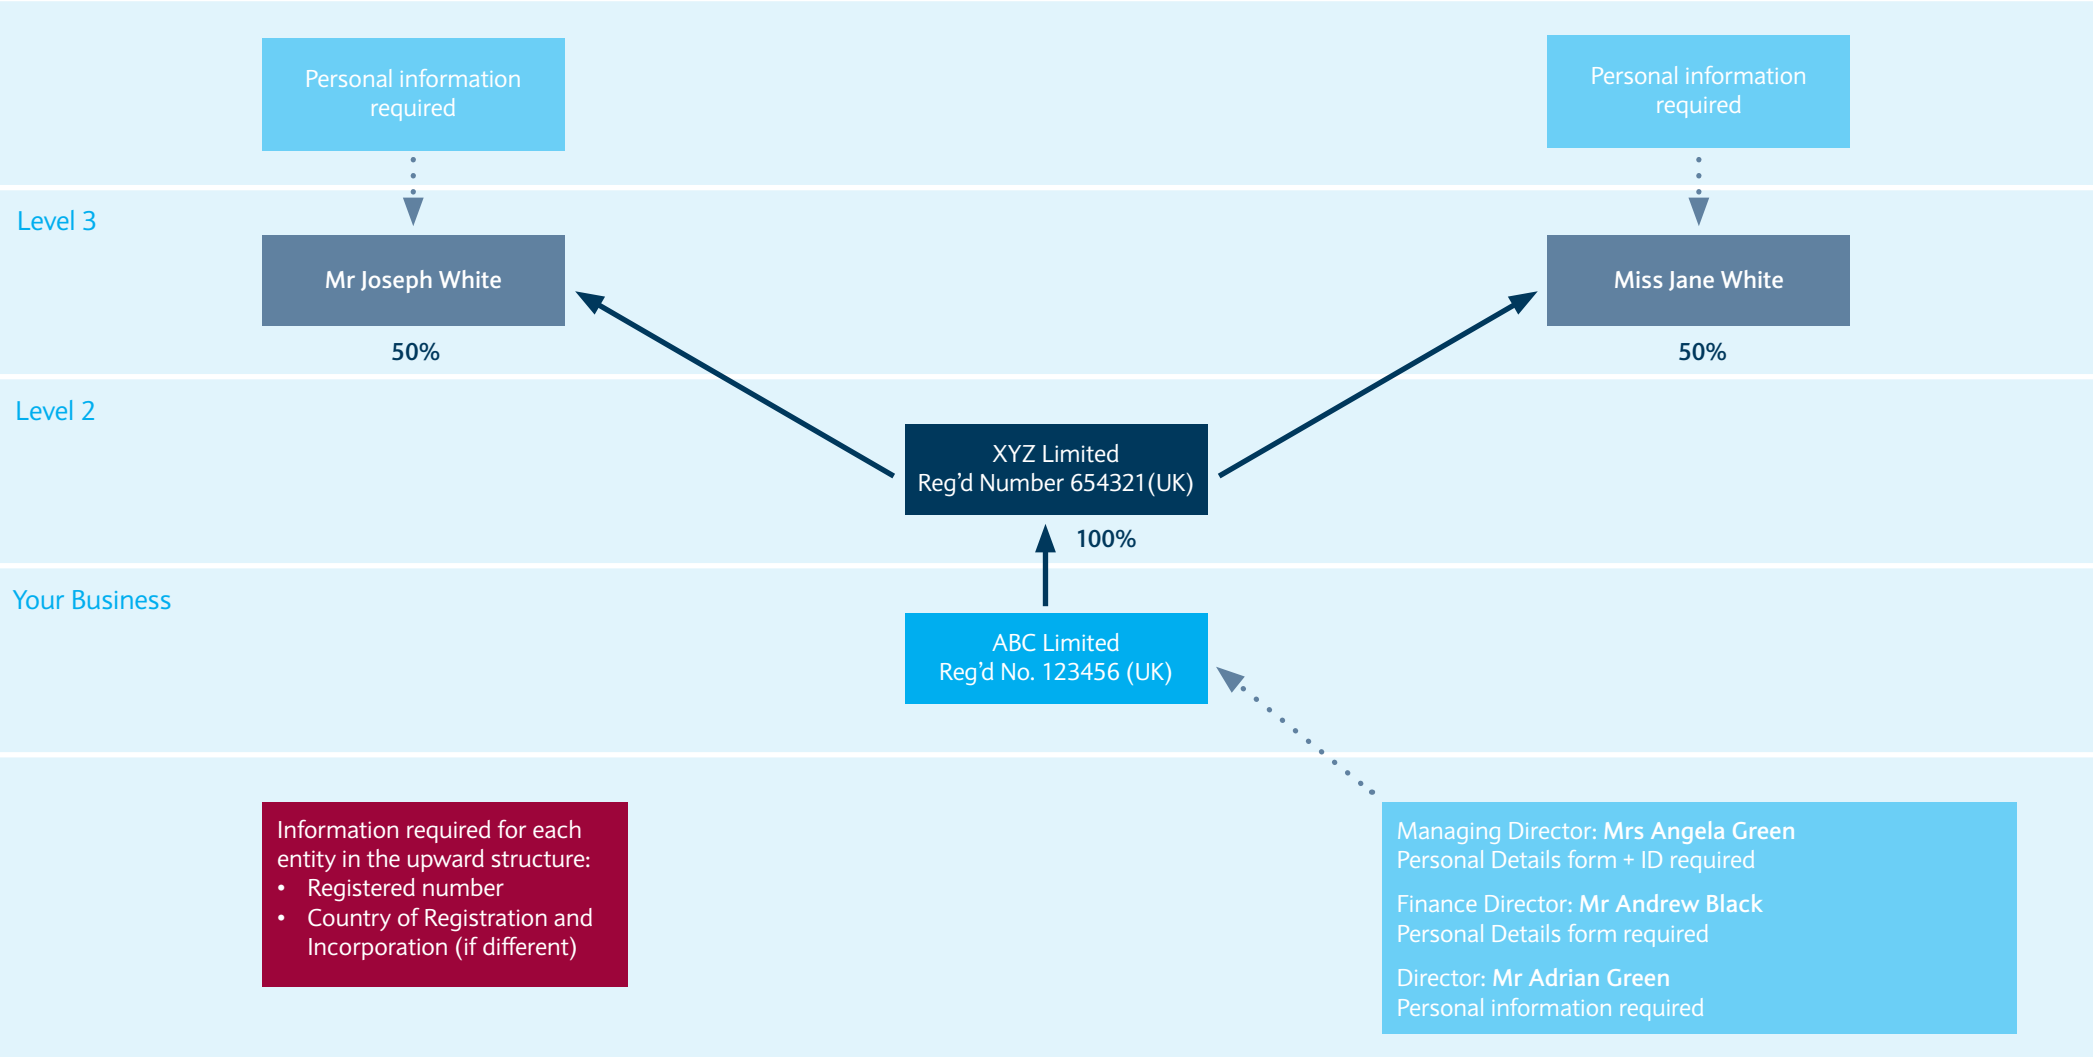 Personal information
required
Personal information
required
Level 3
Mr Joseph White
Miss Jane White
50%
50%
Level 2
XYZ Limited
Reg’d Number 654321(UK)
100%
Your Business
ABC Limited
Reg’d No. 123456 (UK)
Information required for each
entity in the upward structure:
• Registered number
• Country of Registration and
Incorporation (if different)
Managing Director: Mrs Angela Green
Personal Details form + ID required
Finance Director: Mr Andrew Black
Personal Details form required
Director: Mr Adrian Green
Personal information required